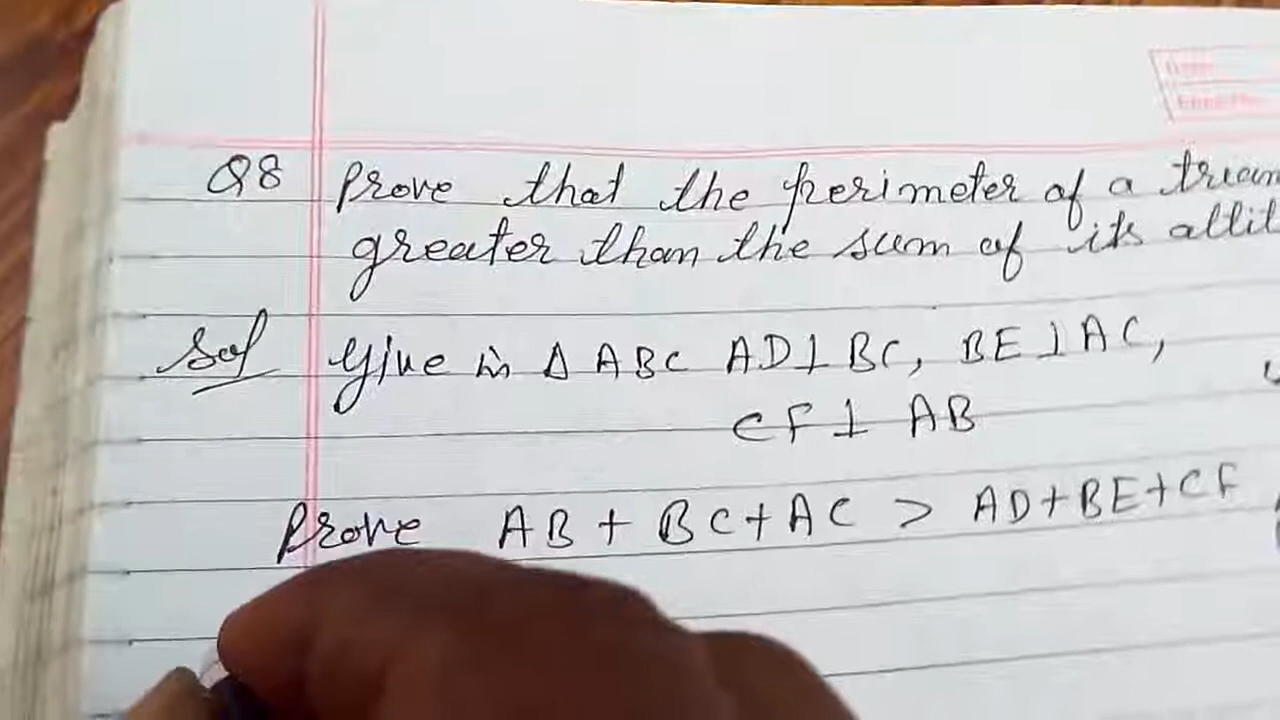 Q8 Prove that the perimeter of a
greater than the sum of its
Sol Give in Δ ABC AD⊥BC, BE⊥AC,
CF⊥ AB
Prove AB + BC+AC > AD+BE+CF